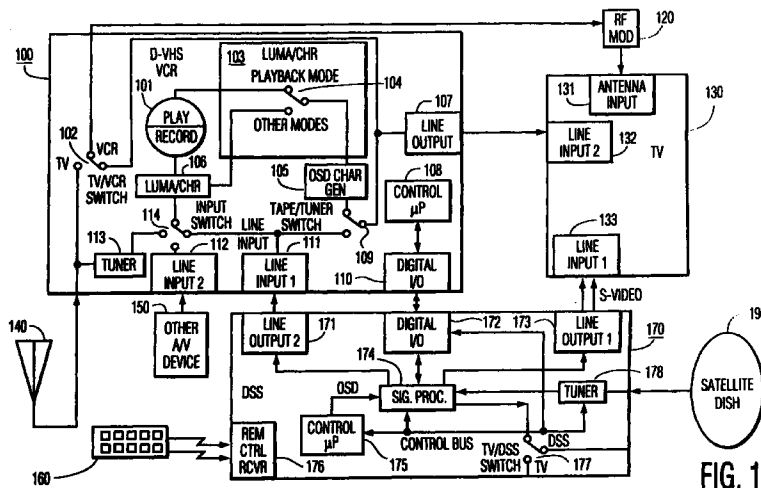 100
D-VHS
VCR
103
LUMA/CHR
PLAYBACK MODE
104
OTHER MODES
101
PLAY
RECORD
102
VCR
TV
TV/VCR
SWITCH
106
LUMA/CHR
105
OSD CHAR
GEN
107
LINE
OUTPUT
108
CONTROL
µP
INPUT
SWITCH
TAPE/TUNER
SWITCH
109
114
LINE
INPUT
113
TUNER
112
LINE
INPUT 2
111
LINE
INPUT 1
110
DIGITAL
I/O
RF
MOD
120
131
ANTENNA
INPUT
130
LINE
INPUT 2
132
TV
133
LINE
INPUT 1
S-VIDEO
140
150
OTHER
A/V
DEVICE
160
LINE
OUTPUT 2
171
DIGITAL
I/O
172
173
LINE
OUTPUT 1
170
174
DSS
OSD
SIG. PROC.
TUNER
178
CONTROL
µP
175
CONTROL BUS
TV/DSS
SWITCH
DSS
177
TV
REM
CTRL
RCVR
176
19
SATELLITE
DISH
FIG. 1